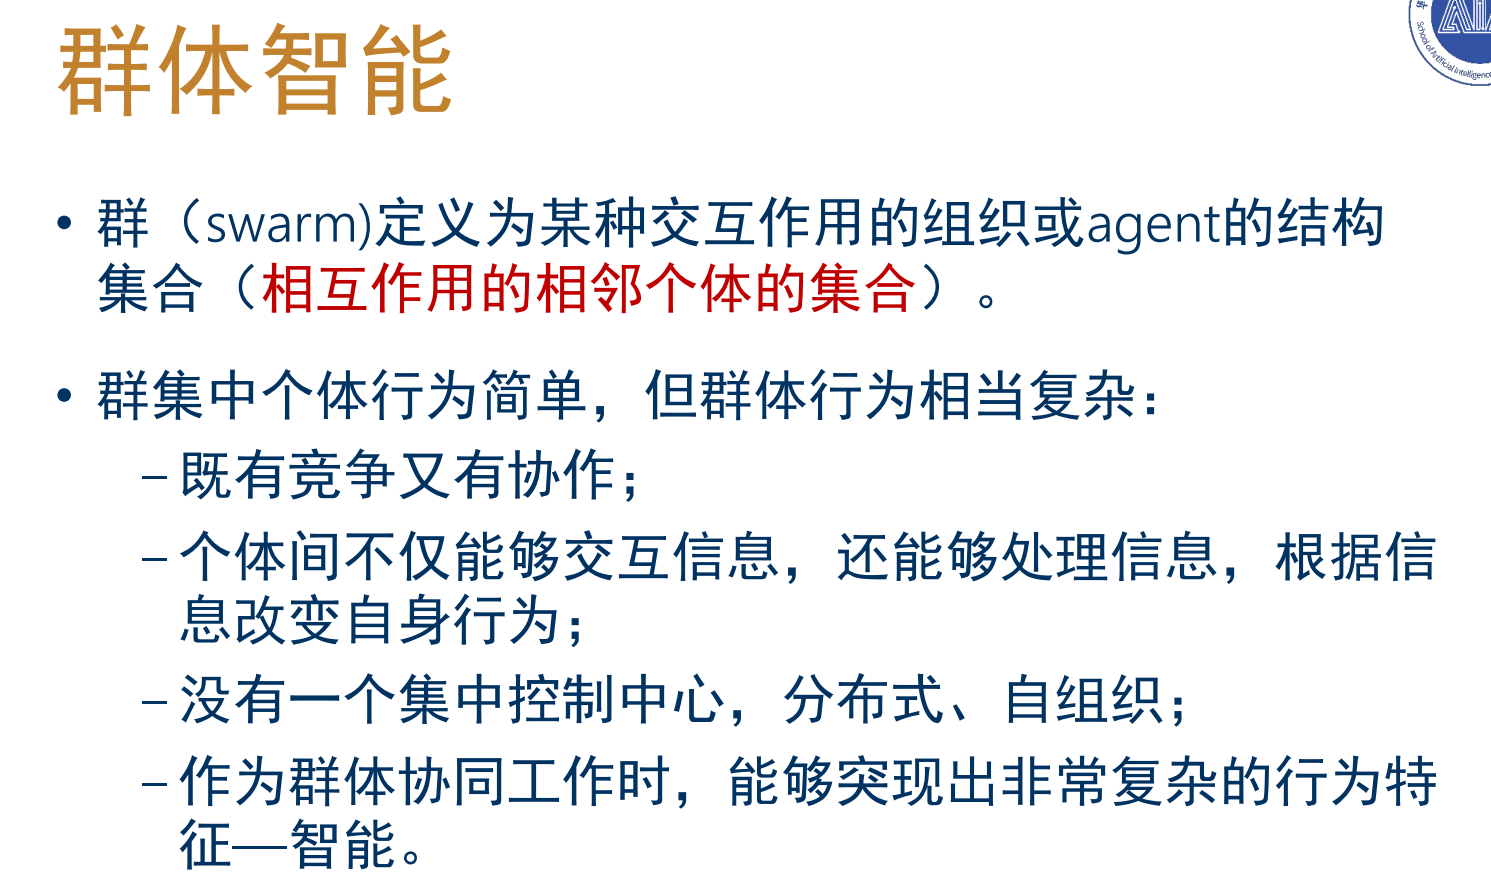 群体智能
School of Artificial Intelligence
• 群（swarm)定义为某种交互作用的组织或agent的结构
集合（相互作用的相邻个体的集合）。
• 群集中个体行为简单，但群体行为相当复杂：
– 既有竞争又有协作；
– 个体间不仅能够交互信息，还能够处理信息，根据信
息改变自身行为；
– 没有一个集中控制中心，分布式、自组织；
– 作为群体协同工作时，能够突现出非常复杂的行为特
征—智能。